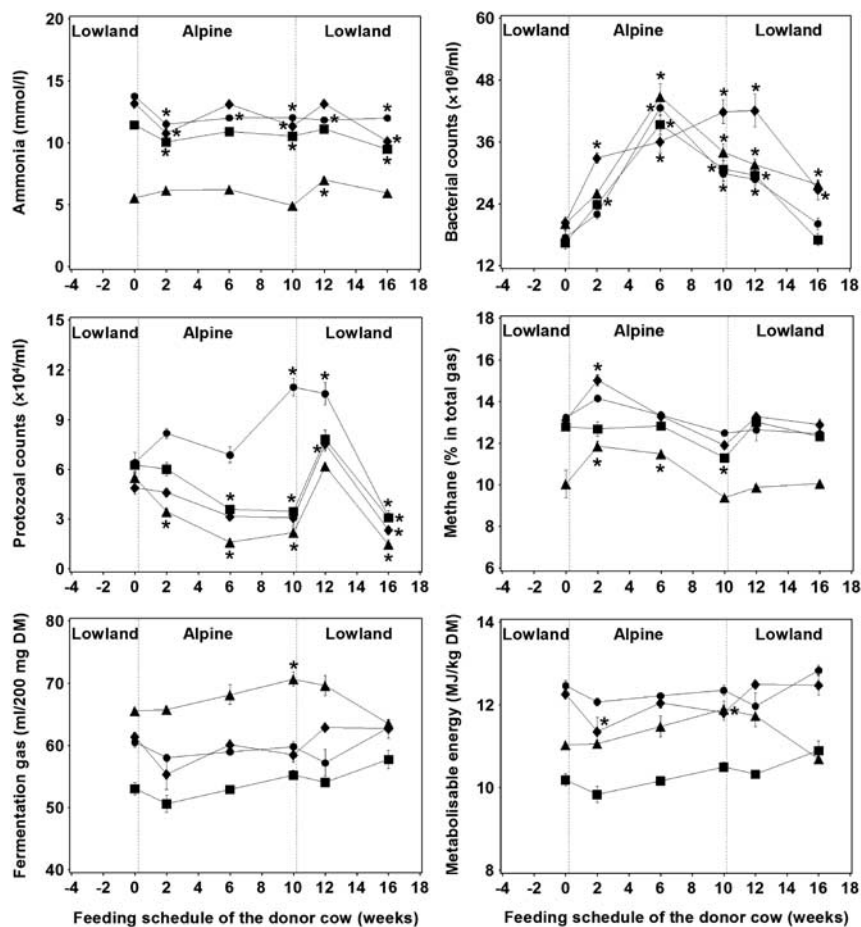 Ammonia (mmol/l)
20
15
10
5
0
Lowland Alpine Lowland
-4 -2 0 2 4 6 8 10 12 14 16 18
Bacterial counts (×10⁸/ml)
60
48
36
24
12
Lowland Alpine Lowland
-4 -2 0 2 4 6 8 10 12 14 16 18
Protozoal counts (×10⁴/ml)
15
12
9
6
3
0
Lowland Alpine Lowland
-4 -2 0 2 4 6 8 10 12 14 16 18
Methane (% in total gas)
18
16
14
12
10
8
6
Lowland Alpine Lowland
-4 -2 0 2 4 6 8 10 12 14 16 18
Fermentation gas (ml/200 mg DM)
80
70
60
50
40
Lowland Alpine Lowland
-4 -2 0 2 4 6 8 10 12 14 16 18
Feeding schedule of the donor cow (weeks)
Metabolisable energy (MJ/kg DM)
14
12
10
8
Lowland Alpine Lowland
-4 -2 0 2 4 6 8 10 12 14 16 18
Feeding schedule of the donor cow (weeks)